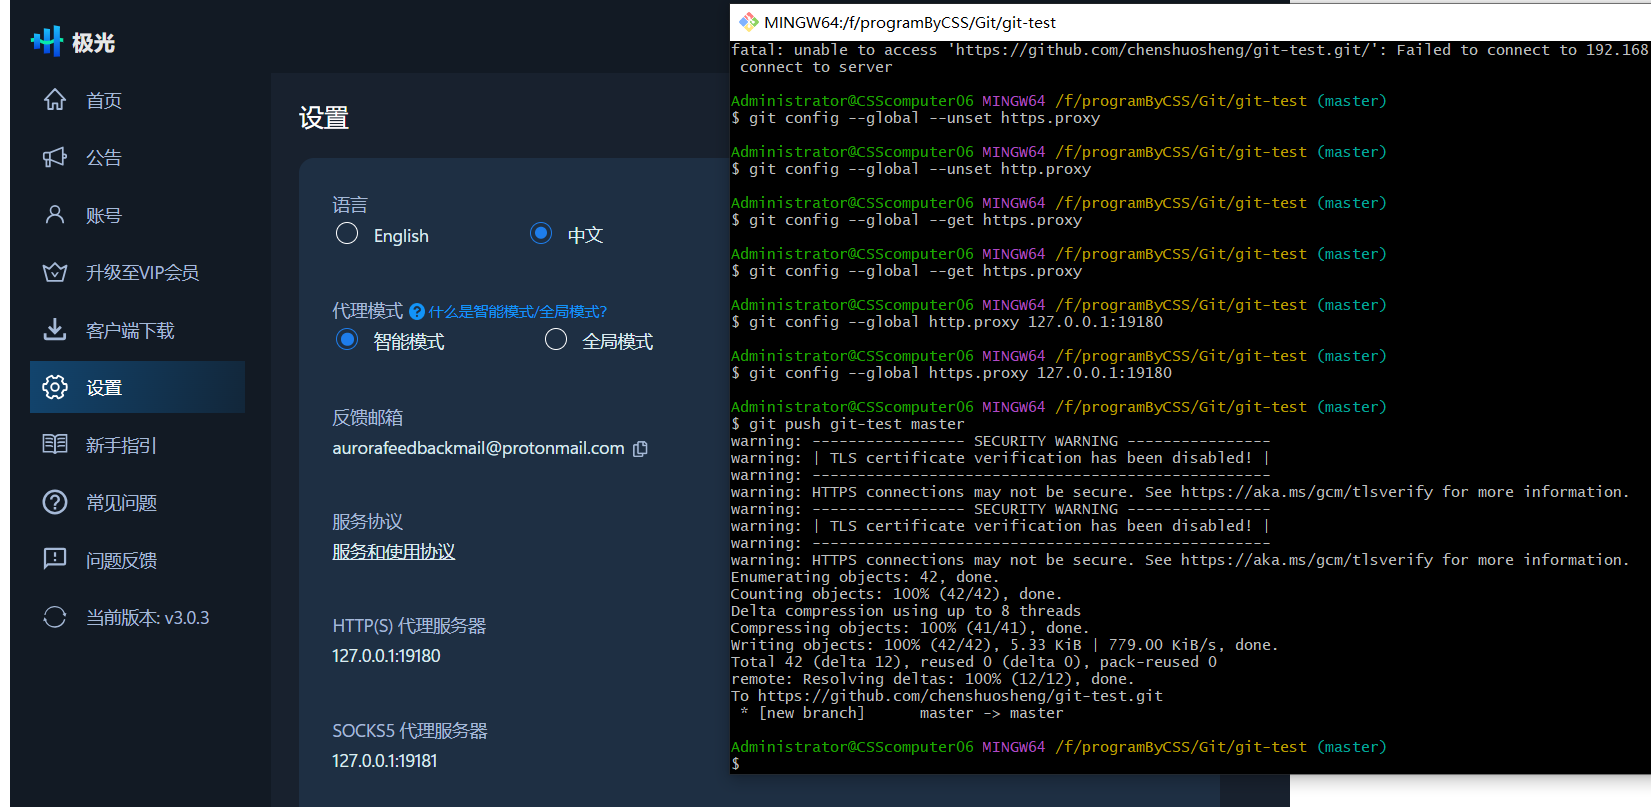 极光
首页
公告
账号
升级至VIP会员
客户端下载
设置
新手指引
常见问题
问题反馈
当前版本: v3.0.3
设置
语言
English
中文
代理模式 ? 什么是智能模式/全局模式?
智能模式
全局模式
反馈邮箱
aurorafeedbackmail@protonmail.com
服务协议
服务和使用协议
HTTP(S) 代理服务器
127.0.0.1:19180
SOCKS5 代理服务器
127.0.0.1:19181
MINGW64:/f/programByCSS/Git/git-test
fatal: unable to access 'https://github.com/chenshuosheng/git-test.git/': Failed to connect to 192.168
 connect to server
Administrator@CSScomputer06 MINGW64 /f/programByCSS/Git/git-test (master)
$ git config --global --unset https.proxy
Administrator@CSScomputer06 MINGW64 /f/programByCSS/Git/git-test (master)
$ git config --global --unset http.proxy
Administrator@CSScomputer06 MINGW64 /f/programByCSS/Git/git-test (master)
$ git config --global --get https.proxy
Administrator@CSScomputer06 MINGW64 /f/programByCSS/Git/git-test (master)
$ git config --global --get https.proxy
Administrator@CSScomputer06 MINGW64 /f/programByCSS/Git/git-test (master)
$ git config --global http.proxy 127.0.0.1:19180
Administrator@CSScomputer06 MINGW64 /f/programByCSS/Git/git-test (master)
$ git config --global https.proxy 127.0.0.1:19180
Administrator@CSScomputer06 MINGW64 /f/programByCSS/Git/git-test (master)
$ git push git-test master
warning: ----------------- SECURITY WARNING ----------------
warning: | TLS certificate verification has been disabled! |
warning: ---------------------------------------------------
warning: HTTPS connections may not be secure. See https://aka.ms/gcm/tlsverify for more information.
warning: ----------------- SECURITY WARNING ----------------
warning: | TLS certificate verification has been disabled! |
warning: ---------------------------------------------------
warning: HTTPS connections may not be secure. See https://aka.ms/gcm/tlsverify for more information.
Enumerating objects: 42, done.
Counting objects: 100% (42/42), done.
Delta compression using up to 8 threads
Compressing objects: 100% (41/41), done.
Writing objects: 100% (42/42), 5.33 KiB | 779.00 KiB/s, done.
Total 42 (delta 12), reused 0 (delta 0), pack-reused 0
remote: Resolving deltas: 100% (12/12), done.
To https://github.com/chenshuosheng/git-test.git
 * [new branch]      master -> master
Administrator@CSScomputer06 MINGW64 /f/programByCSS/Git/git-test (master)
$